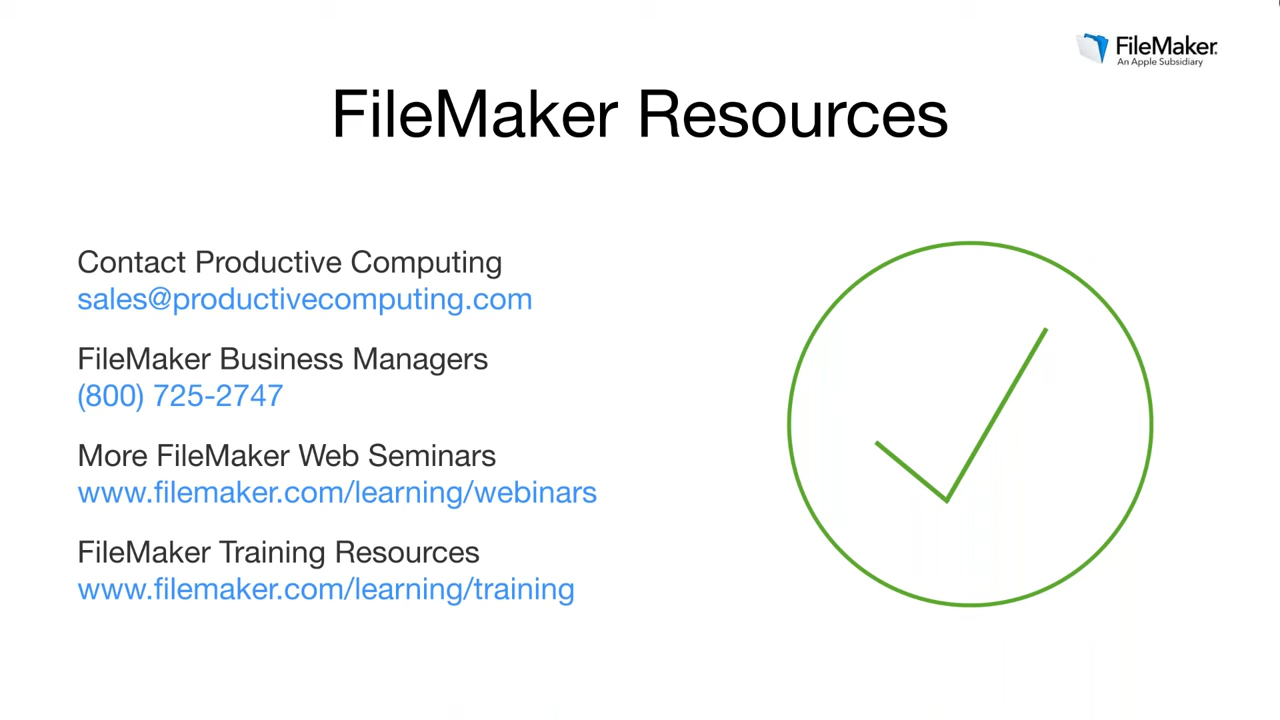 FileMaker
An Apple Subsidiary
FileMaker Resources
Contact Productive Computing
sales@productivecomputing.com
FileMaker Business Managers
(800) 725-2747
More FileMaker Web Seminars
www.filemaker.com/learning/webinars
FileMaker Training Resources
www.filemaker.com/learning/training